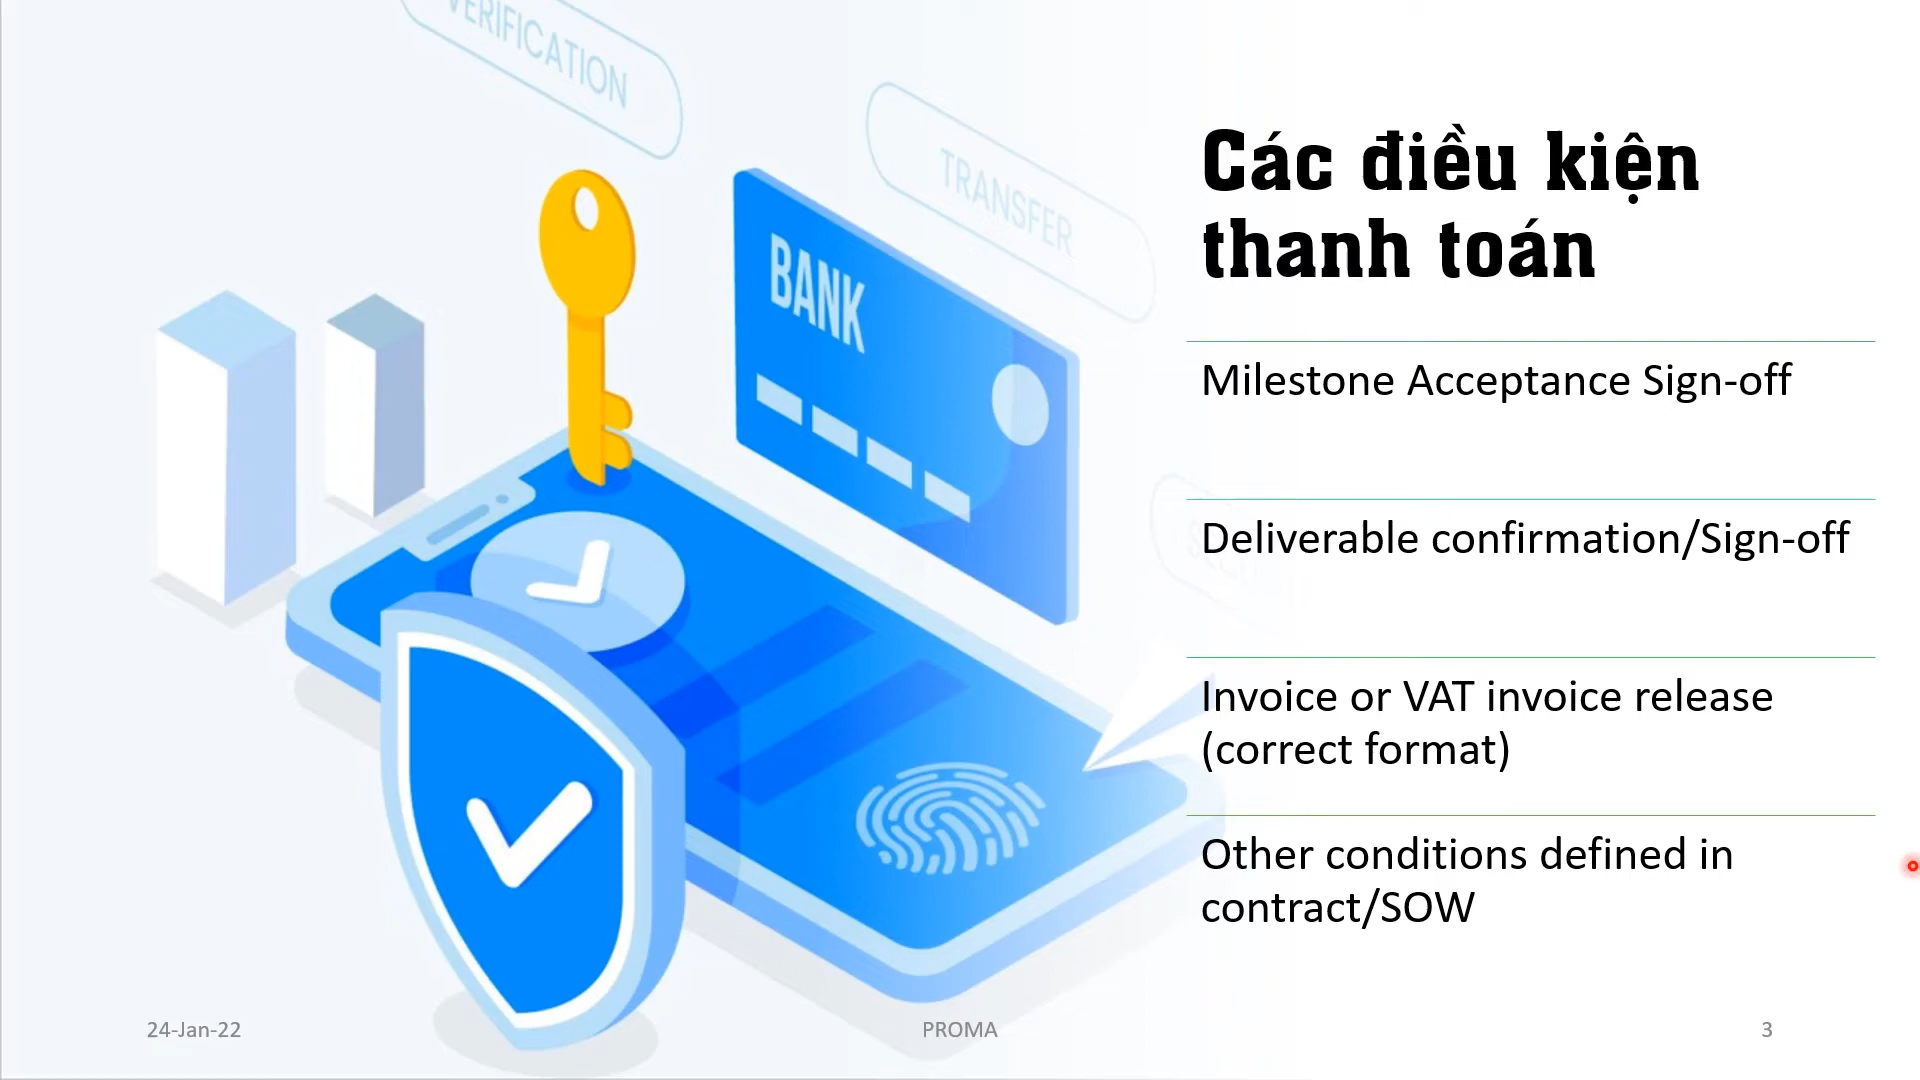 VERIFICATION
TRANSFER
BANK
Các điều kiện
thanh toán
Milestone Acceptance Sign-off
Deliverable confirmation/Sign-off
Invoice or VAT invoice release
(correct format)
Other conditions defined in
contract/SOW
24-Jan-22
PROMA
3